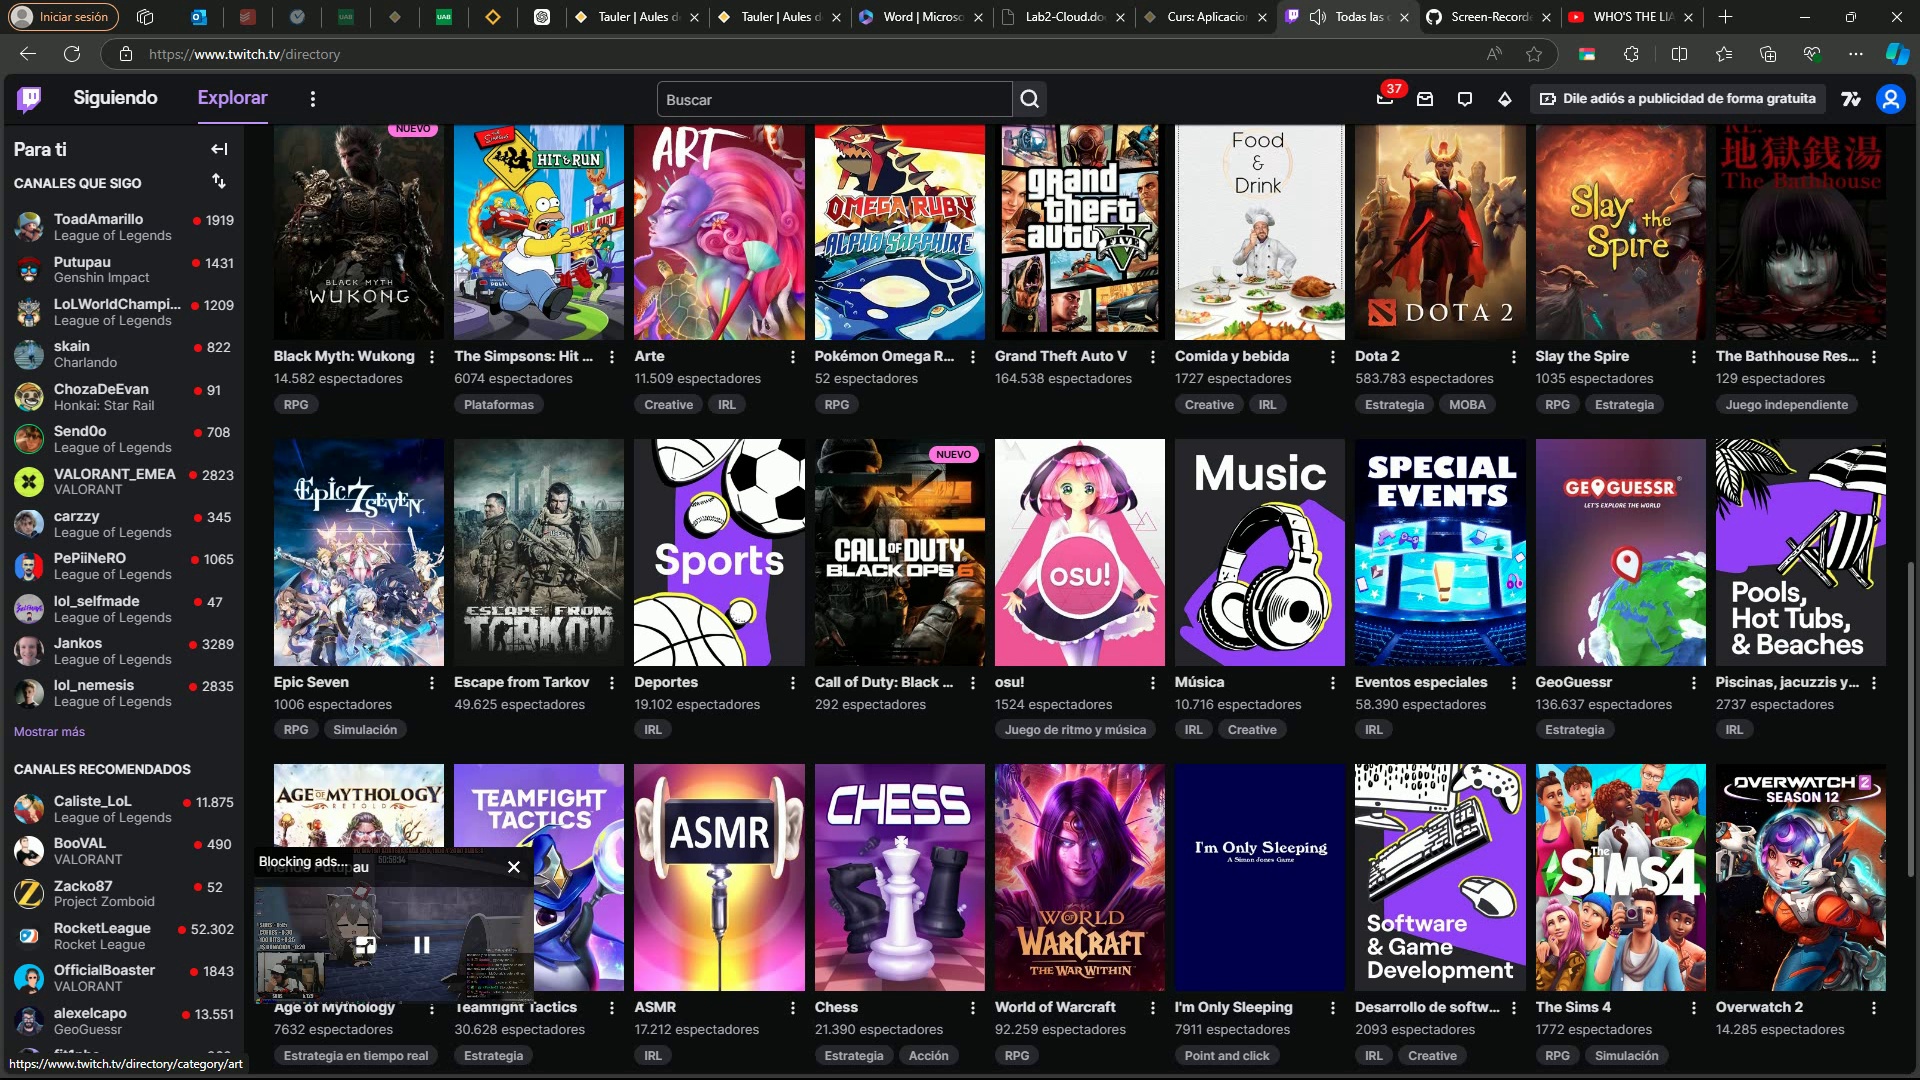 Iniciar sesión
Tauler | Aules d
Tauler | Aules d
Word | Microso
Lab2-Cloud.do
Curs: Aplicacio
Todas las c
Screen-Recorde
WHO'S THE LIA
https://www.twitch.tv/directory
Siguiendo
Explorar
Buscar
37
Dile adiós a publicidad de forma gratuita
Para ti
CANALES QUE SIGO
ToadAmarillo
1919
League of Legends
Putupau
1431
Genshin Impact
LoLWorldChampi...
1209
League of Legends
skain
822
Charlando
ChozaDeEvan
91
Honkai: Star Rail
Send0o
708
League of Legends
VALORANT_EMEA
2823
VALORANT
carzzy
345
League of Legends
PePiiNeRO
1065
League of Legends
lol_selfmade
47
League of Legends
Jankos
3289
League of Legends
lol_nemesis
2835
League of Legends
Mostrar más
CANALES RECOMENDADOS
Caliste_LoL
11.875
League of Legends
BooVAL
490
VALORANT
Zacko87
52
Project Zomboid
RocketLeague
52.302
Rocket League
OfficialBoaster
1843
VALORANT
alexelcapo
13.551
GeoGuessr
https://www.twitch.tv/directory/category/art
NUEVO
BLACK MYTH
WUKONG
Black Myth: Wukong
14.582 espectadores
RPG
The Simpsons
HIT & RUN
The Simpsons: Hit ...
6074 espectadores
Plataformas
ART
Arte
11.509 espectadores
Creative
IRL
OMEGA RUBY
ALPHA SAPPHIRE
Pokémon Omega R...
52 espectadores
RPG
grand
theft
auto
V
FIVE
Grand Theft Auto V
164.538 espectadores
Food
&
Drink
Comida y bebida
1727 espectadores
Creative
IRL
DOTA 2
Dota 2
583.783 espectadores
Estrategia
MOBA
Slay the
Spire
Slay the Spire
1035 espectadores
RPG
Estrategia
地獄銭湯
The Bathhouse
The Bathhouse Res...
129 espectadores
Juego independiente
Epic 7 SEVEN
Epic Seven
1006 espectadores
RPG
Simulación
ESCAPE FROM
TARKOV
Escape from Tarkov
49.625 espectadores
Sports
Deportes
19.102 espectadores
IRL
NUEVO
CALL OF DUTY
BLACK OPS 6
Call of Duty: Black ...
292 espectadores
osu!
osu!
1524 espectadores
Juego de ritmo y música
Music
Música
10.716 espectadores
IRL
Creative
SPECIAL
EVENTS
Eventos especiales
58.390 espectadores
IRL
GEOGUESSR
LET'S EXPLORE THE WORLD
GeoGuessr
136.637 espectadores
Estrategia
Pools,
Hot Tubs,
& Beaches
Piscinas, jacuzzis y...
2737 espectadores
IRL
AGE OF MYTHOLOGY
RETOLD
Blocking ads...
Viendo Putupau
Age of Mythology
7632 espectadores
Estrategia en tiempo real
TEAMFIGHT
TACTICS
Teamfight Tactics
30.628 espectadores
Estrategia
ASMR
ASMR
17.212 espectadores
IRL
CHESS
Chess
21.390 espectadores
Estrategia
Acción
WORLD
OF
WARCRAFT
THE WAR WITHIN
World of Warcraft
92.259 espectadores
RPG
I'm Only Sleeping
A Simon Jones Game
I'm Only Sleeping
7911 espectadores
Point and click
Software
& Game
Development
Desarrollo de softw...
2093 espectadores
IRL
Creative
The
SIMS 4
The Sims 4
1772 espectadores
RPG
Simulación
OVERWATCH 2
SEASON 12
Overwatch 2
14.285 espectadores